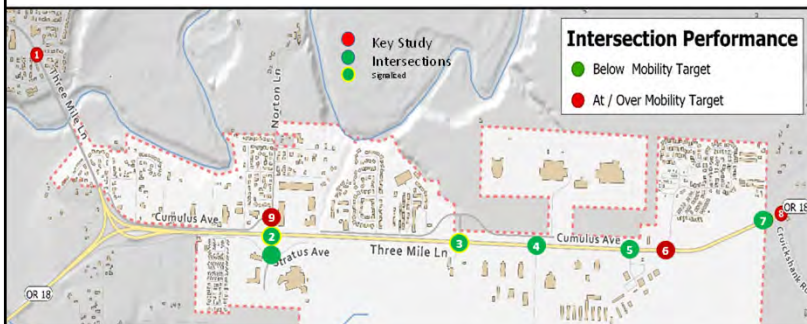 Key Study
Intersections
Signalized
Intersection Performance
Below Mobility Target
At / Over Mobility Target
1
Three Mile Ln
Norton Ln
Cumulus Ave
9
2
Stratus Ave
Three Mile Ln
3
4
Cumulus Ave
5
6
7
8
OR 18
Cruickshank Rd
OR 18